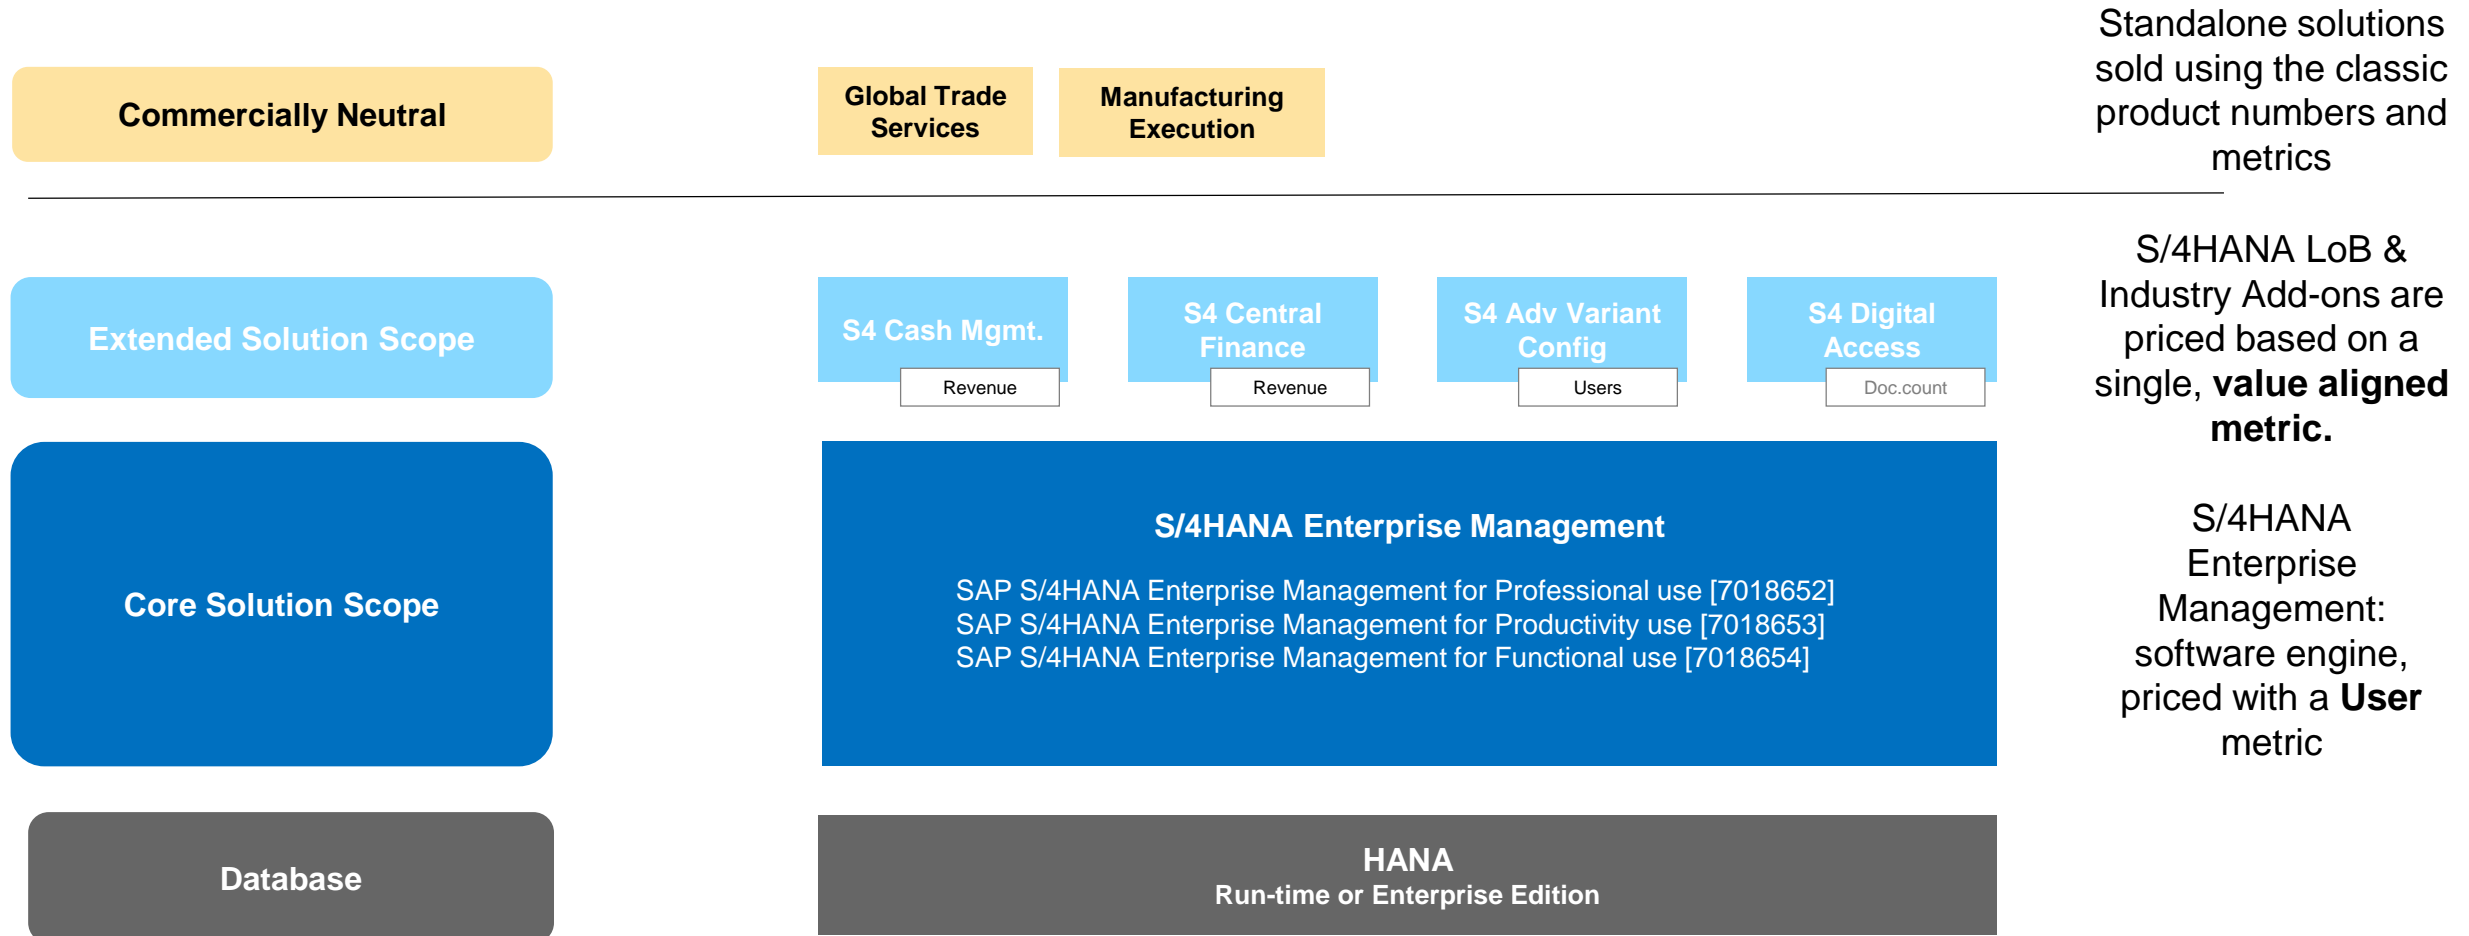 Commercially Neutral
Global Trade
Services
Manufacturing
Execution
Standalone solutions
sold using the classic
product numbers and
metrics
Extended Solution Scope
S4 Cash Mgmt.
Revenue
S4 Central
Finance
Revenue
S4 Adv Variant
Config
Users
S4 Digital
Access
Doc.count
S/4HANA LoB &
Industry Add-ons are
priced based on a
single, value aligned
metric.
Core Solution Scope
S/4HANA Enterprise Management
SAP S/4HANA Enterprise Management for Professional use [7018652]
SAP S/4HANA Enterprise Management for Productivity use [7018653]
SAP S/4HANA Enterprise Management for Functional use [7018654]
S/4HANA
Enterprise
Management:
software engine,
priced with a User
metric
Database
HANA
Run-time or Enterprise Edition